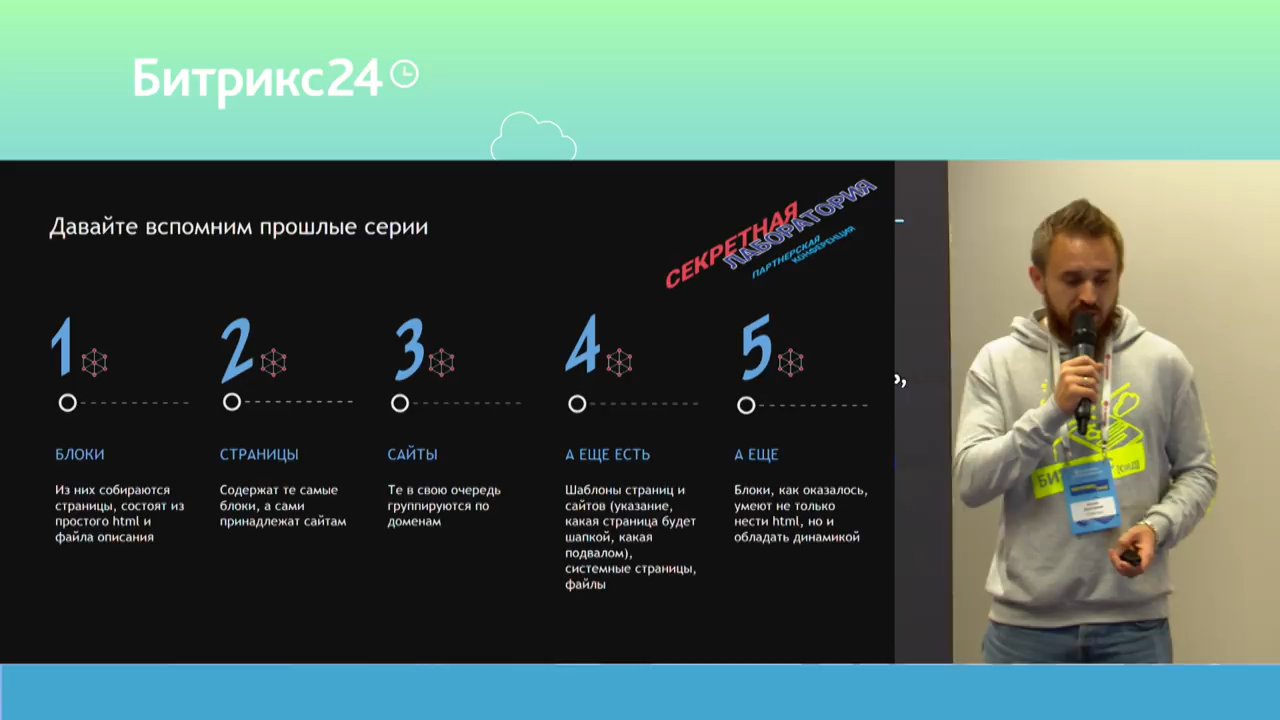 Битрикс24
Давайте вспомним прошлые серии
СЕКРЕТНАЯ
ЛАБОРАТОРИЯ
ПАРТНЕРСКАЯ
КОНФЕРЕНЦИЯ
1
2
3
4
5
БЛОКИ
Из них собираются
страницы, состоят из
простого html и
файла описания
СТРАНИЦЫ
Содержат те самые
блоки, а сами
принадлежат сайтам
САЙТЫ
Те в свою очередь
группируются по
доменам
А ЕЩЕ ЕСТЬ
Шаблоны страниц и
сайтов (указание,
какая страница будет
шапкой, какая
подвалом),
системные страницы,
файлы
А ЕЩЕ
Блоки, как оказалось,
умеют не только
нести html, но и
обладать динамикой